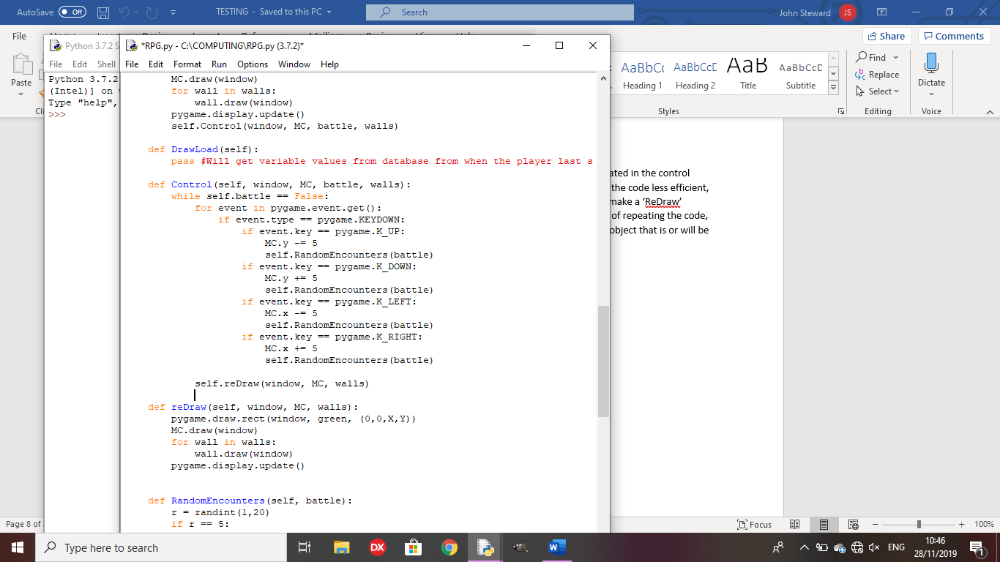 AutoSave Off TESTING - Saved to this PC Search John Steward JS
File
Share Comments
Paste
AaBbCc AaBbCcD AaB AaBbCcD
Heading 1 Heading 2 Title Subtitle
Styles
Find
Replace
Select
Editing
Dictate
Voice
Python 3.7.2 S
File Edit Shell
Python 3.7.2
(Intel)] on
Type "help",
>>>
*RPG.py - C:\COMPUTING\RPG.py (3.7.2)*
File Edit Format Run Options Window Help
MC.draw(window)
for wall in walls:
wall.draw(window)
pygame.display.update()
self.Control(window, MC, battle, walls)
def DrawLoad(self):
pass #Will get variable values from database from when the player last s
def Control(self, window, MC, battle, walls):
while self.battle == False:
for event in pygame.event.get():
if event.type == pygame.KEYDOWN:
if event.key == pygame.K_UP:
MC.y -= 5
self.RandomEncounters(battle)
if event.key == pygame.K_DOWN:
MC.y += 5
self.RandomEncounters(battle)
if event.key == pygame.K_LEFT:
MC.x -= 5
self.RandomEncounters(battle)
if event.key == pygame.K_RIGHT:
MC.x += 5
self.RandomEncounters(battle)
self.reDraw(window, MC, walls)
def reDraw(self, window, MC, walls):
pygame.draw.rect(window, green, (0,0,X,Y))
MC.draw(window)
for wall in walls:
wall.draw(window)
pygame.display.update()
def RandomEncounters(self, battle):
r = randint(1,20)
if r == 5:
ated in the control
the code less efficient,
make a ‘ReDraw’
of repeating the code,
object that is or will be
Page 8 of Focus 100%
Type here to search DX ENG 10:46
28/11/2019 1